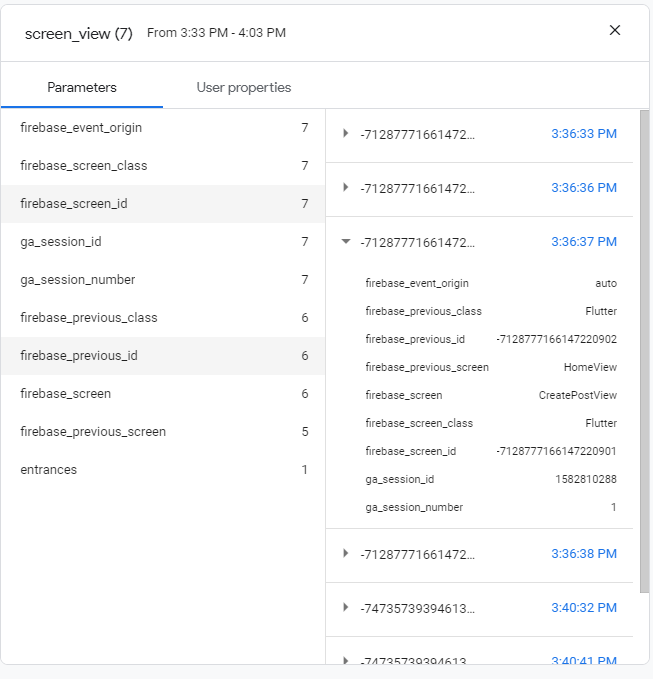 screen_view (7) From 3:33 PM - 4:03 PM
Parameters User properties
firebase_event_origin 7
firebase_screen_class 7
firebase_screen_id 7
ga_session_id 7
ga_session_number 7
firebase_previous_class 6
firebase_previous_id 6
firebase_screen 6
firebase_previous_screen 5
entrances 1
-71287771661472... 3:36:33 PM
-71287771661472... 3:36:36 PM
-71287771661472... 3:36:37 PM
firebase_event_origin auto
firebase_previous_class Flutter
firebase_previous_id -7128777166147220902
firebase_previous_screen HomeView
firebase_screen CreatePostView
firebase_screen_class Flutter
firebase_screen_id -7128777166147220901
ga_session_id 1582810288
ga_session_number 1
-71287771661472... 3:36:38 PM
-74735739394613... 3:40:32 PM
-74735739394613... 3:40:41 PM